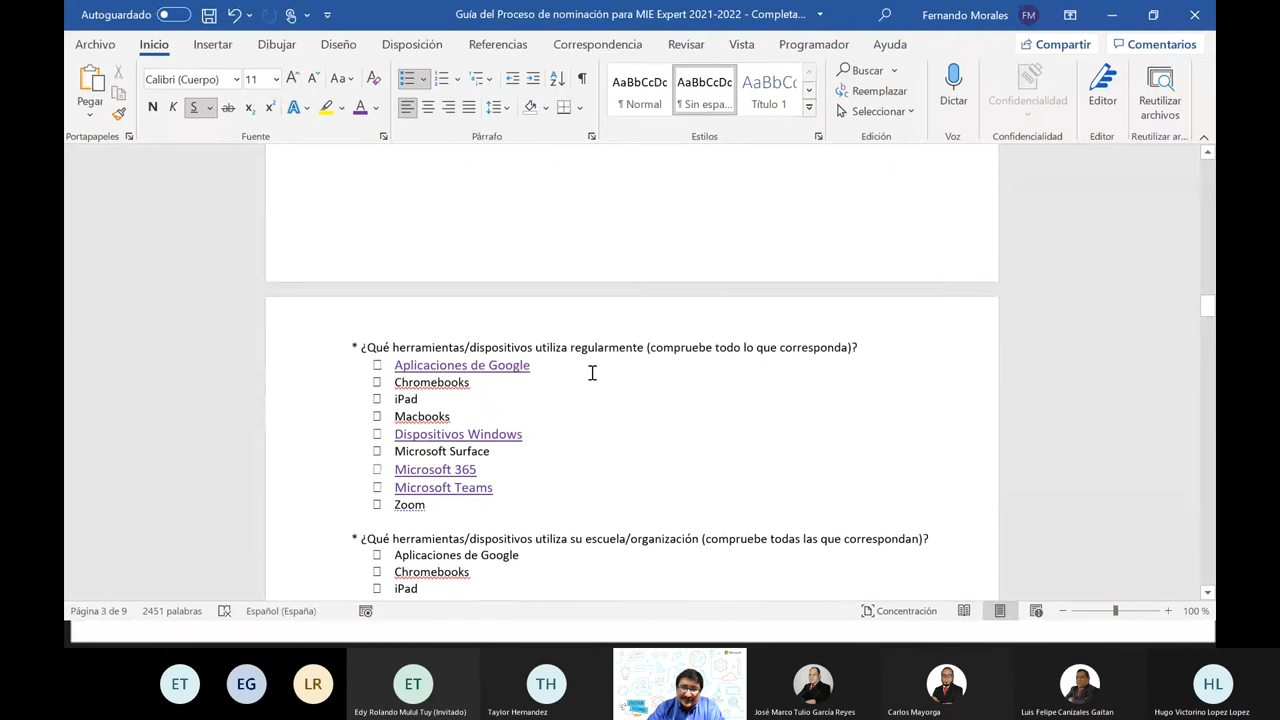 Autoguardado
Guía del Proceso de nominación para MIE Expert 2021-2022 - Completa...
Fernando Morales
FM
Archivo Inicio Insertar Dibujar Diseño Disposición Referencias Correspondencia Revisar Vista Programador Ayuda
Compartir Comentarios
Calibri (Cuerpo) 11
Pegar
AaBbCcDc AaBbCcDc AaBbCcDc
¶ Normal ¶ Sin espa... Título 1
Buscar
Reemplazar
Seleccionar
Dictar
Confidencialidad
Editor
Reutilizar archivos
Portapapeles Fuente Párrafo Estilos Edición Voz Confidencialidad Editor Reutilizar ar...
* ¿Qué herramientas/dispositivos utiliza regularmente (compruebe todo lo que corresponda)?
Aplicaciones de Google
Chromebooks
iPad
Macbooks
Dispositivos Windows
Microsoft Surface
Microsoft 365
Microsoft Teams
Zoom
* ¿Qué herramientas/dispositivos utiliza su escuela/organización (compruebe todas las que correspondan)?
Aplicaciones de Google
Chromebooks
iPad
Página 3 de 9 2451 palabras Español (España) Concentración 100 %
ET EG LR ET TH HL
Edy Rolando Mulul Tuy (Invitado) Taylor Hernandez José Marco Tulio García Reyes Carlos Mayorga Luis Felipe Canizales Gaitan Hugo Victorino Lopez Lopez